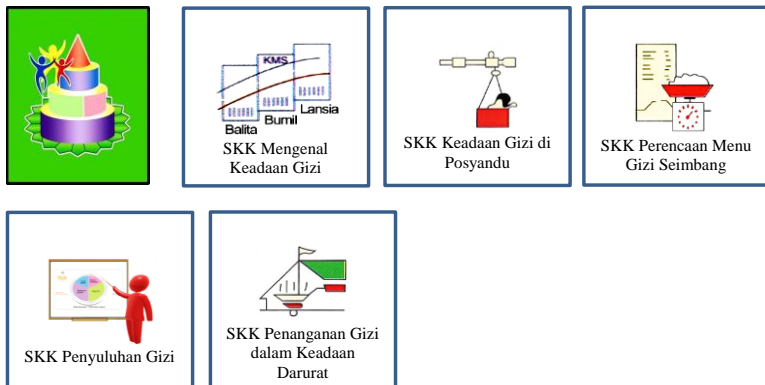 KMS
Balita
Bumil
Lansia
SKK Mengenal
Keadaan Gizi
SKK Keadaan Gizi di
Posyandu
SKK Perencaan Menu
Gizi Seimbang
SKK Penyuluhan Gizi
SKK Penanganan Gizi
dalam Keadaan
Darurat